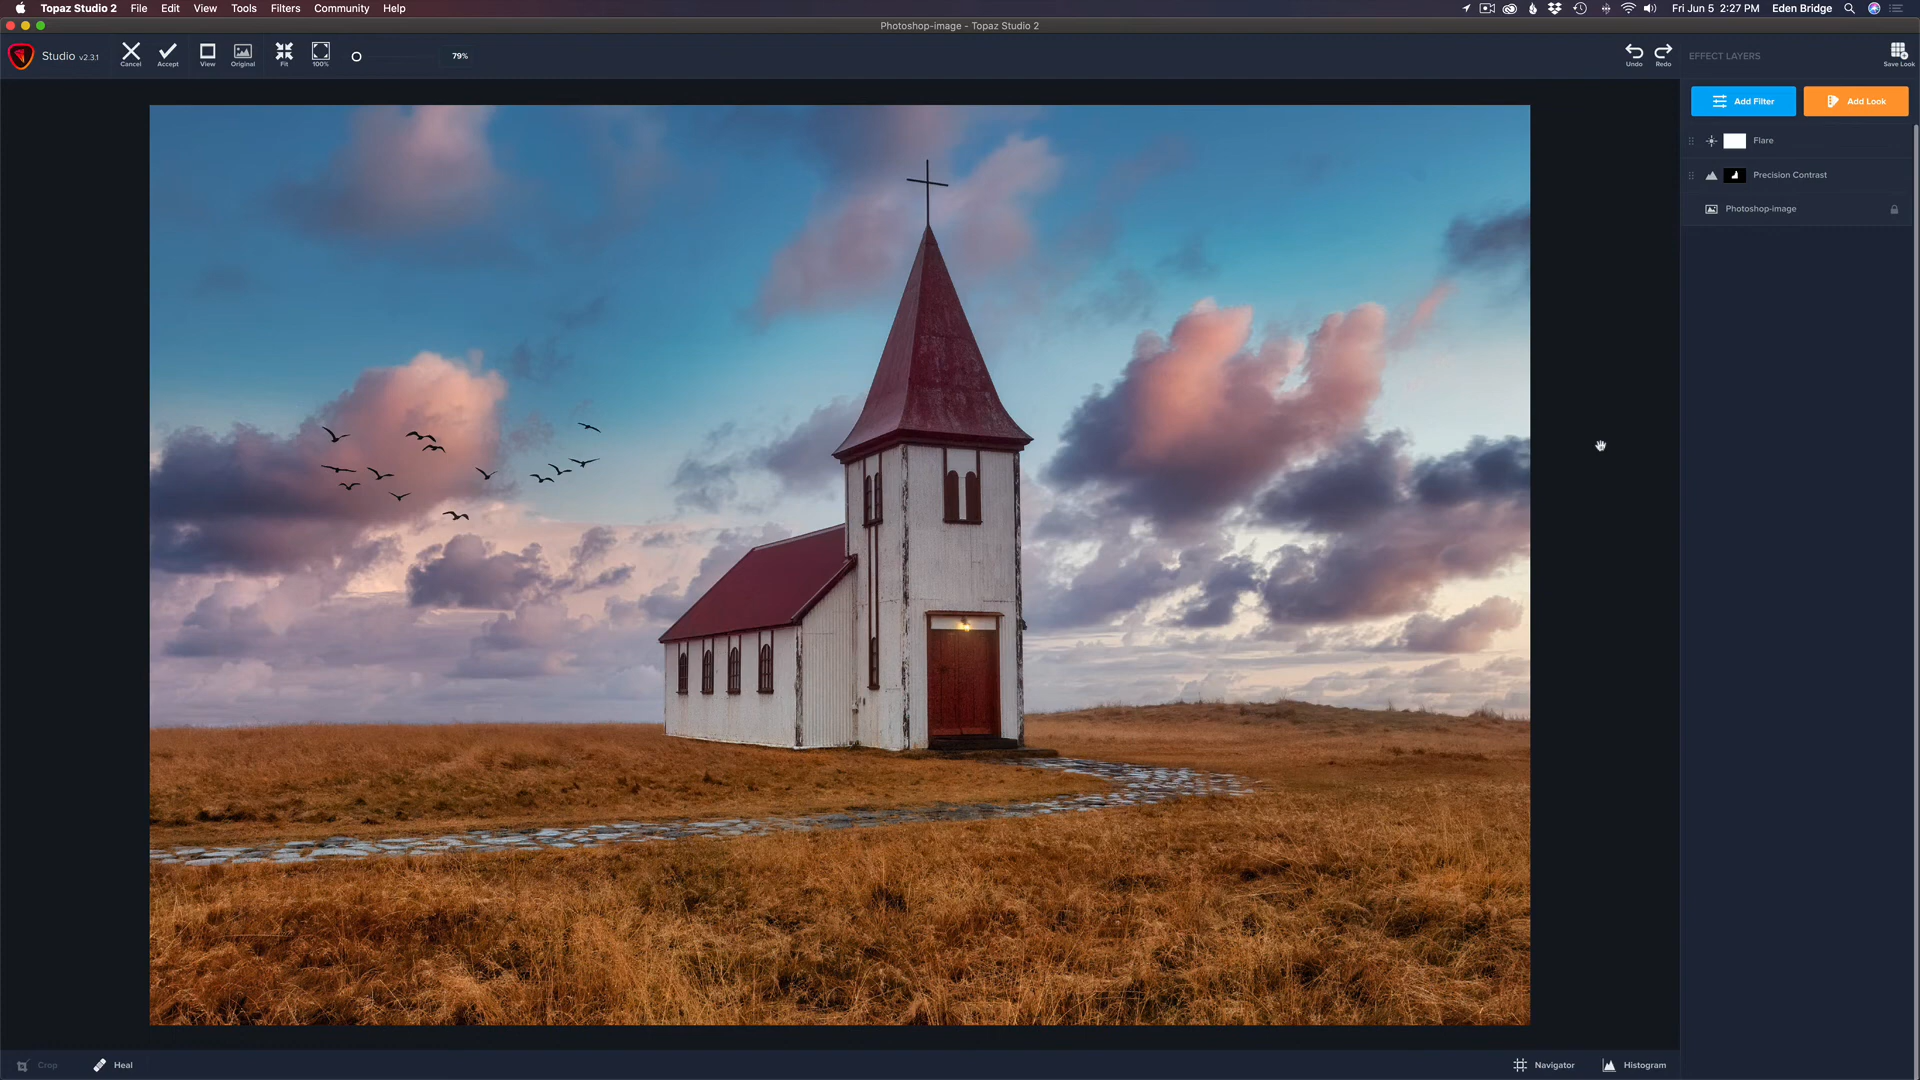 Topaz Studio 2 File Edit View Tools Filters Community Help Fri Jun 5 2:27 PM Eden Bridge
Photoshop-image - Topaz Studio 2
Studio v2.3.1 79% EFFECT LAYERS
Cancel Accept View Original Fit 100% Undo Redo Save Look
Add Filter Add Look
Flare
Precision Contrast
Photoshop-image
Crop Heal Navigator Histogram